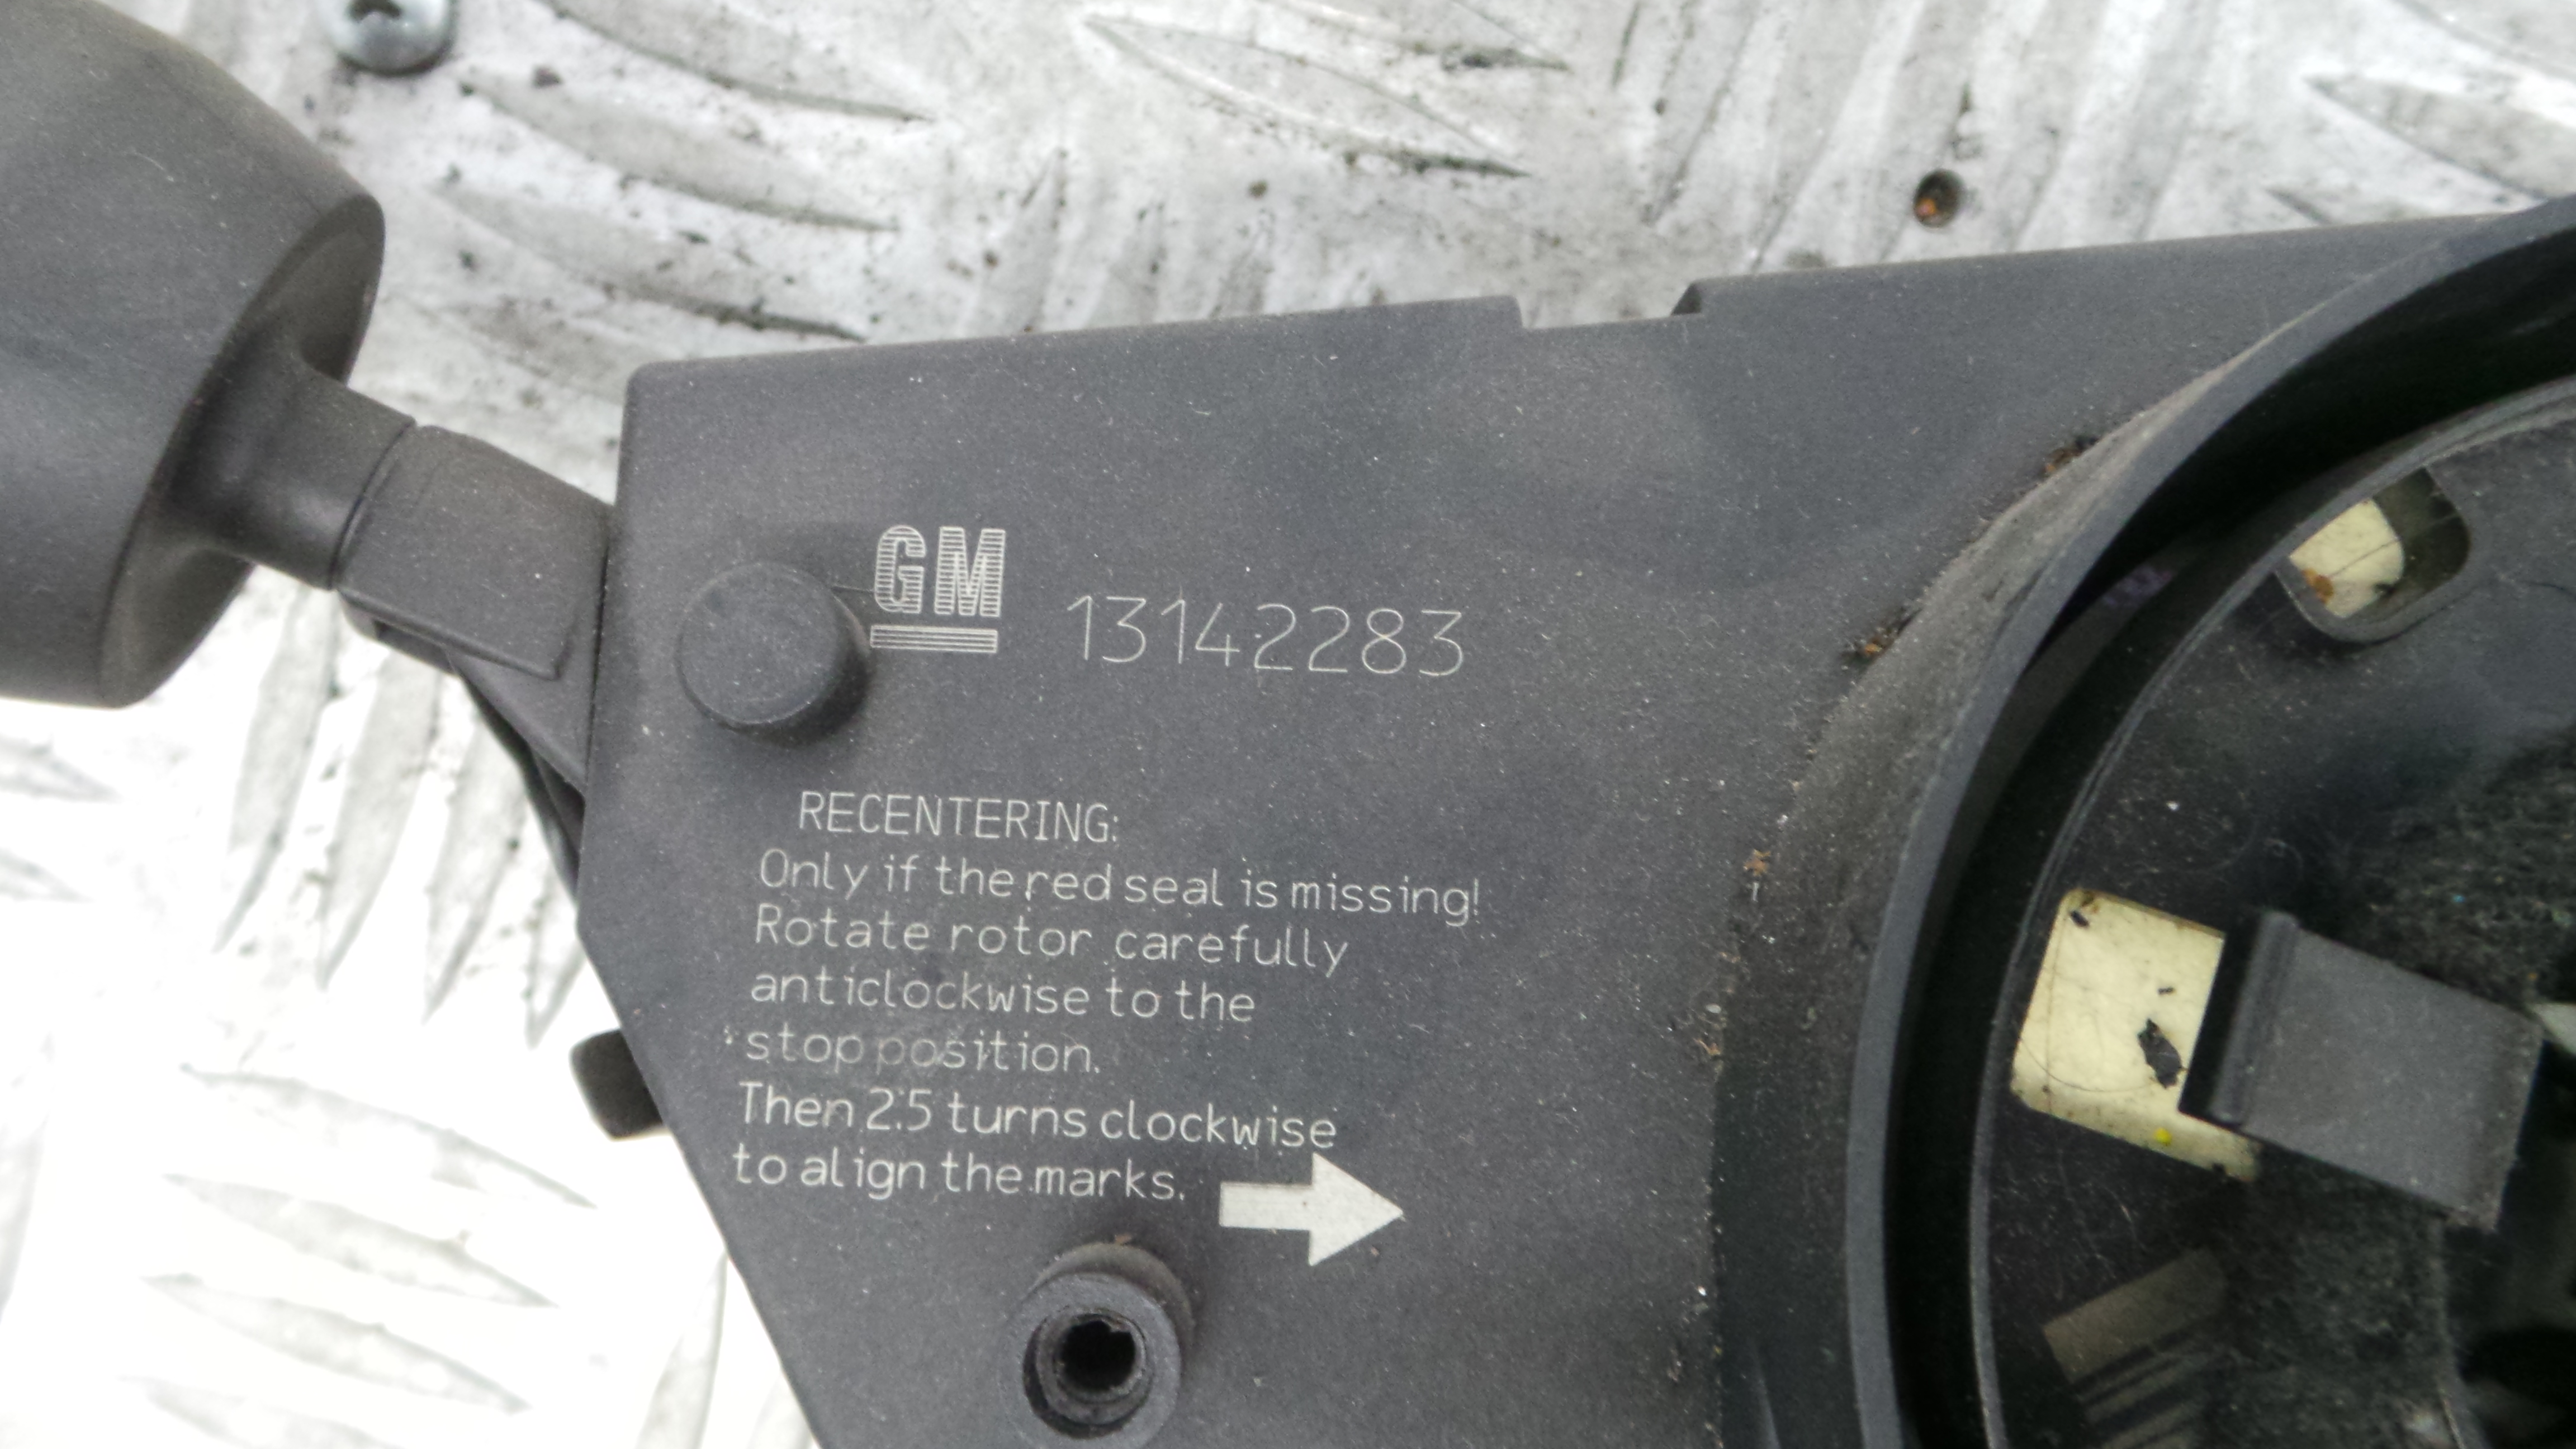 GM 13142283
RECENTERING:
Only if the red seal is missing!
Rotate rotor carefully
anticlockwise to the
stop position.
Then 2.5 turns clockwise
to align the marks.